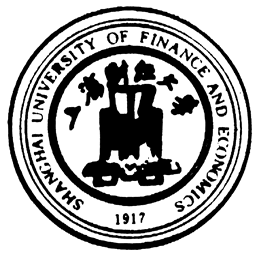 SHANGHAI UNIVERSITY OF FINANCE AND ECONOMICS
1917